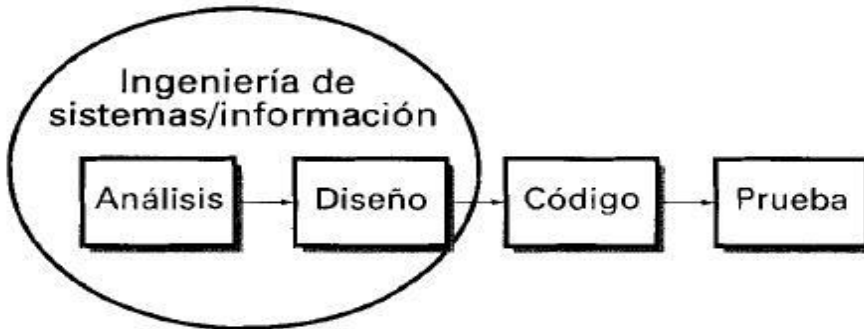 Ingeniería de
sistemas/información
Análisis
Diseño
Código
Prueba